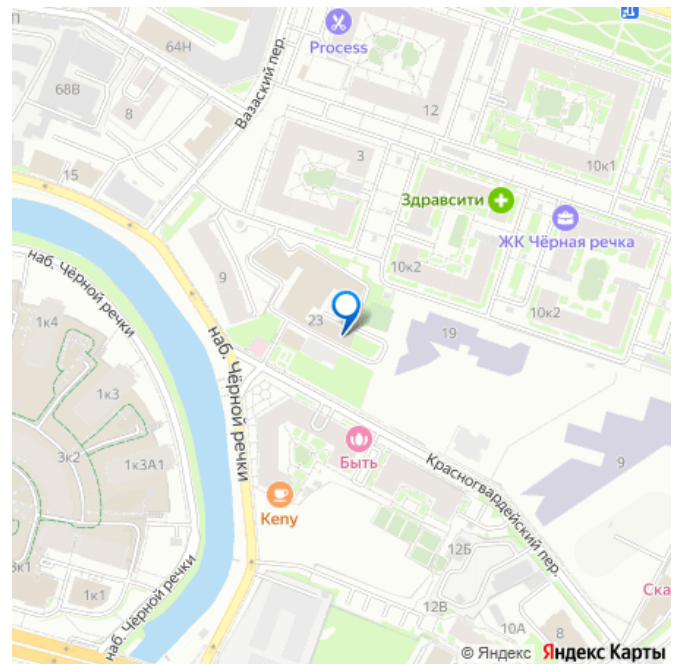 Process
64Н
Вазаский пер.
68В
8
12
3
10к1
15
Здравсити
ЖК Чёрная речка
наб. Чёрной речки
9
10к2
10к2
1к4
23
19
наб. Чёрной речки
1к3
3к2
1к3А1
Быть
Красногвардейский пер.
9
Keny
12Б
3к1
1к1
наб. Чёрной речки
12В
10А
8
Ска
© Яндекс Яндекс Карты